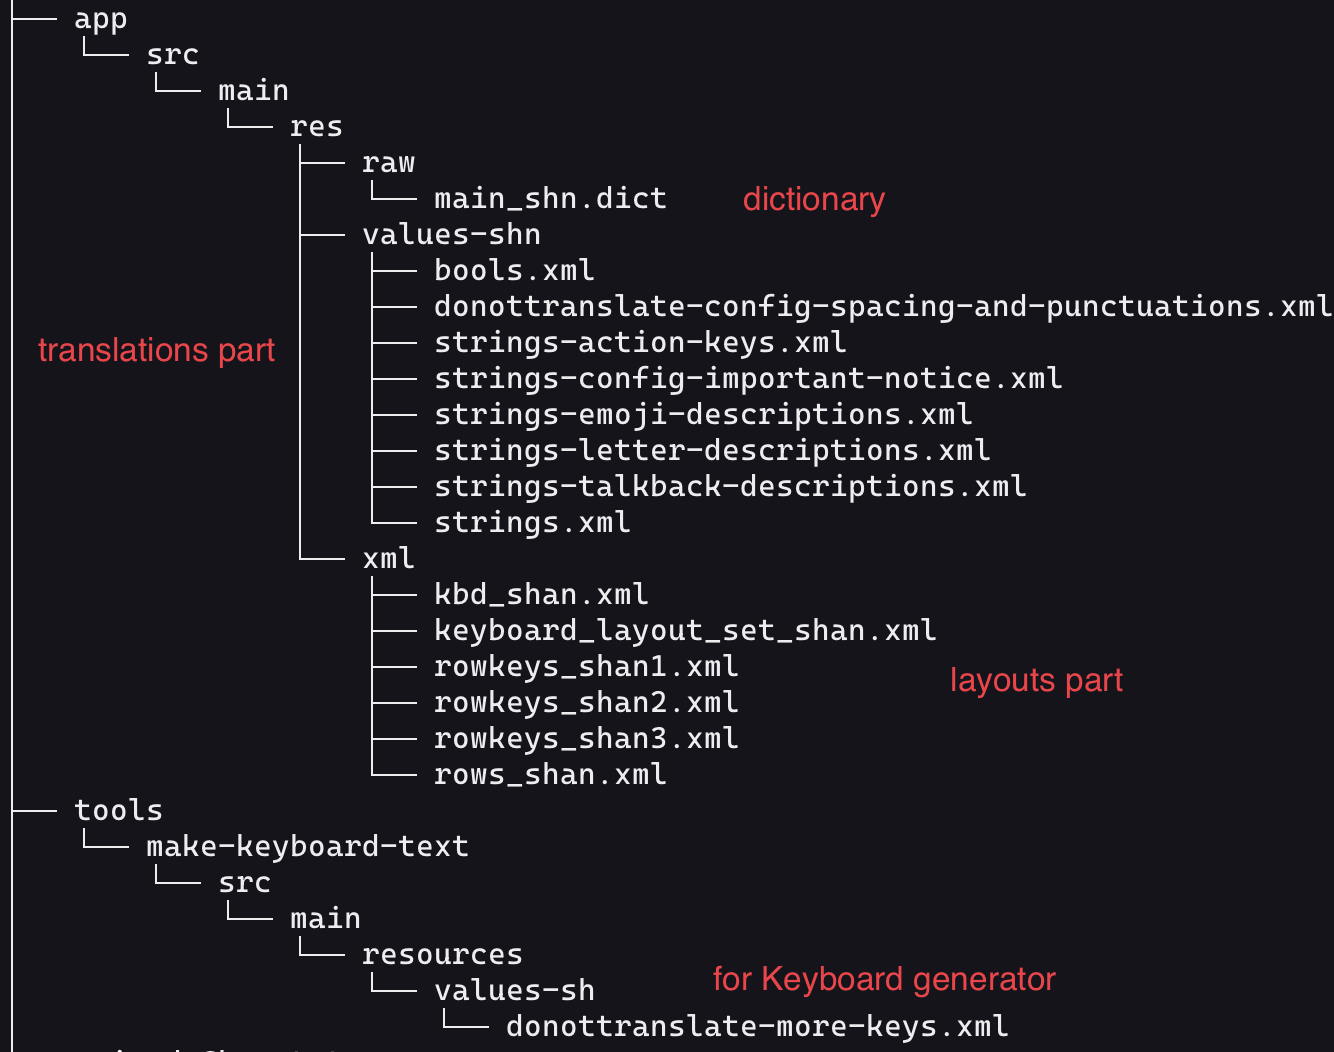 app
src
main
res
raw
main_shn.dict dictionary
values-shn
bools.xml
donottranslate-config-spacing-and-punctuations.xml
strings-action-keys.xml
translations part
strings-config-important-notice.xml
strings-emoji-descriptions.xml
strings-letter-descriptions.xml
strings-talkback-descriptions.xml
strings.xml
xml
kbd_shan.xml
keyboard_layout_set_shan.xml
rowkeys_shan1.xml
layouts part
rowkeys_shan2.xml
rowkeys_shan3.xml
rows_shan.xml
tools
make-keyboard-text
src
main
resources
for Keyboard generator
values-sh
donottranslate-more-keys.xml